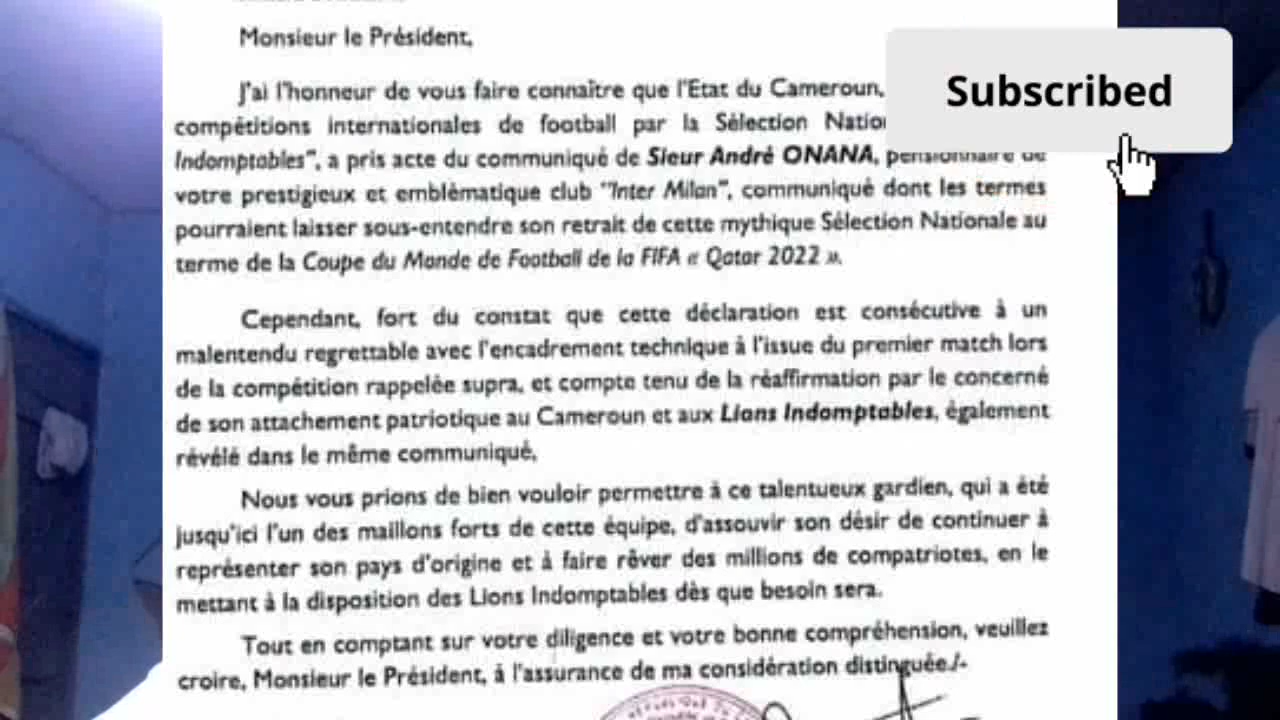 Monsieur le Président,
J'ai l'honneur de vous faire connaître que l'Etat du Cameroun,
compétitions internationales de football par la Sélection
Indomptables", a pris acte du communiqué de Sieur André ONANA, pensionnaire de
votre prestigieux et emblématique club "Inter Milan", communiqué dont les termes
pourraient laisser sous-entendre son retrait de cette mythique Sélection Nationale au
terme de la Coupe du Monde de Football de la FIFA « Qatar 2022 ».
Cependant, fort du constat que cette déclaration est consécutive à un
malentendu regrettable avec l'encadrement technique à l'issue du premier match lors
de la compétition rappelée supra, et compte tenu de la réaffirmation par le concerné
de son attachement patriotique au Cameroun et aux Lions Indomptables, également
révélé dans le même communiqué,
Nous vous prions de bien vouloir permettre à ce talentueux gardien, qui a été
jusqu'ici l'un des maillons forts de cette équipe, d'assouvir son désir de continuer à
représenter son pays d'origine et à faire rêver des millions de compatriotes, en le
mettant à la disposition des Lions Indomptables dès que besoin sera.
Tout en comptant sur votre diligence et votre bonne compréhension, veuillez
croire, Monsieur le Président, à l'assurance de ma considération distinguée./-
Subscribed